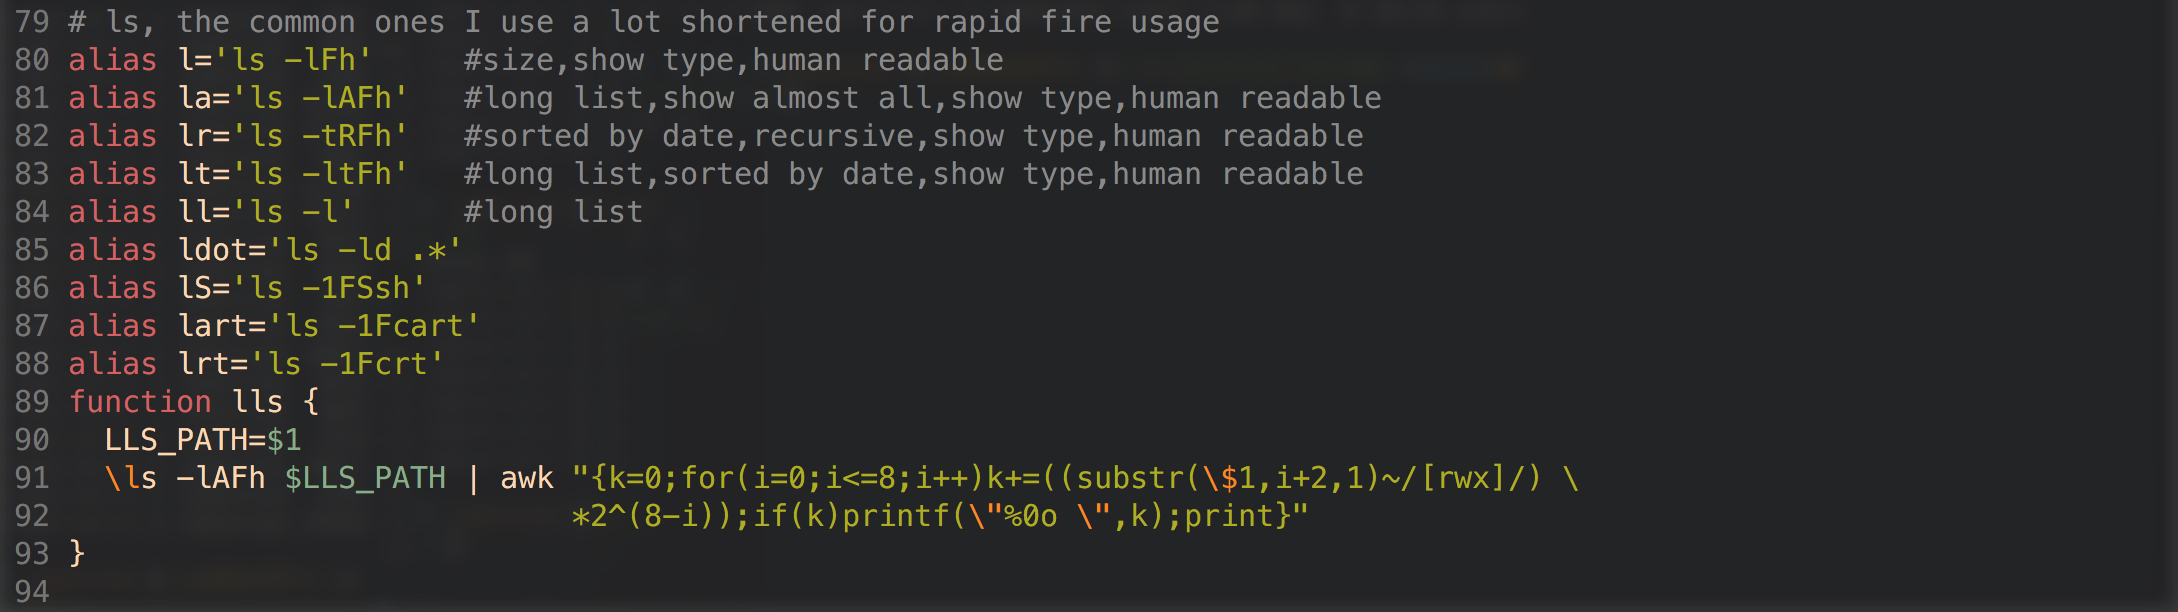 79 # ls, the common ones I use a lot shortened for rapid fire usage
80 alias l='ls -lFh'     #size,show type,human readable
81 alias la='ls -lAFh'   #long list,show almost all,show type,human readable
82 alias lr='ls -tRFh'   #sorted by date,recursive,show type,human readable
83 alias lt='ls -ltFh'   #long list,sorted by date,show type,human readable
84 alias ll='ls -l'      #long list
85 alias ldot='ls -ld .*'
86 alias lS='ls -1FSsh'
87 alias lart='ls -1Fcart'
88 alias lrt='ls -1Fcrt'
89 function lls {
90   LLS_PATH=$1
91   \ls -lAFh $LLS_PATH | awk "{k=0;for(i=0;i<=8;i++)k+=((substr(\$1,i+2,1)~/[rwx]/) \
92                             *2^(8-i));if(k)printf(\"%0o \",k);print}"
93 }
94